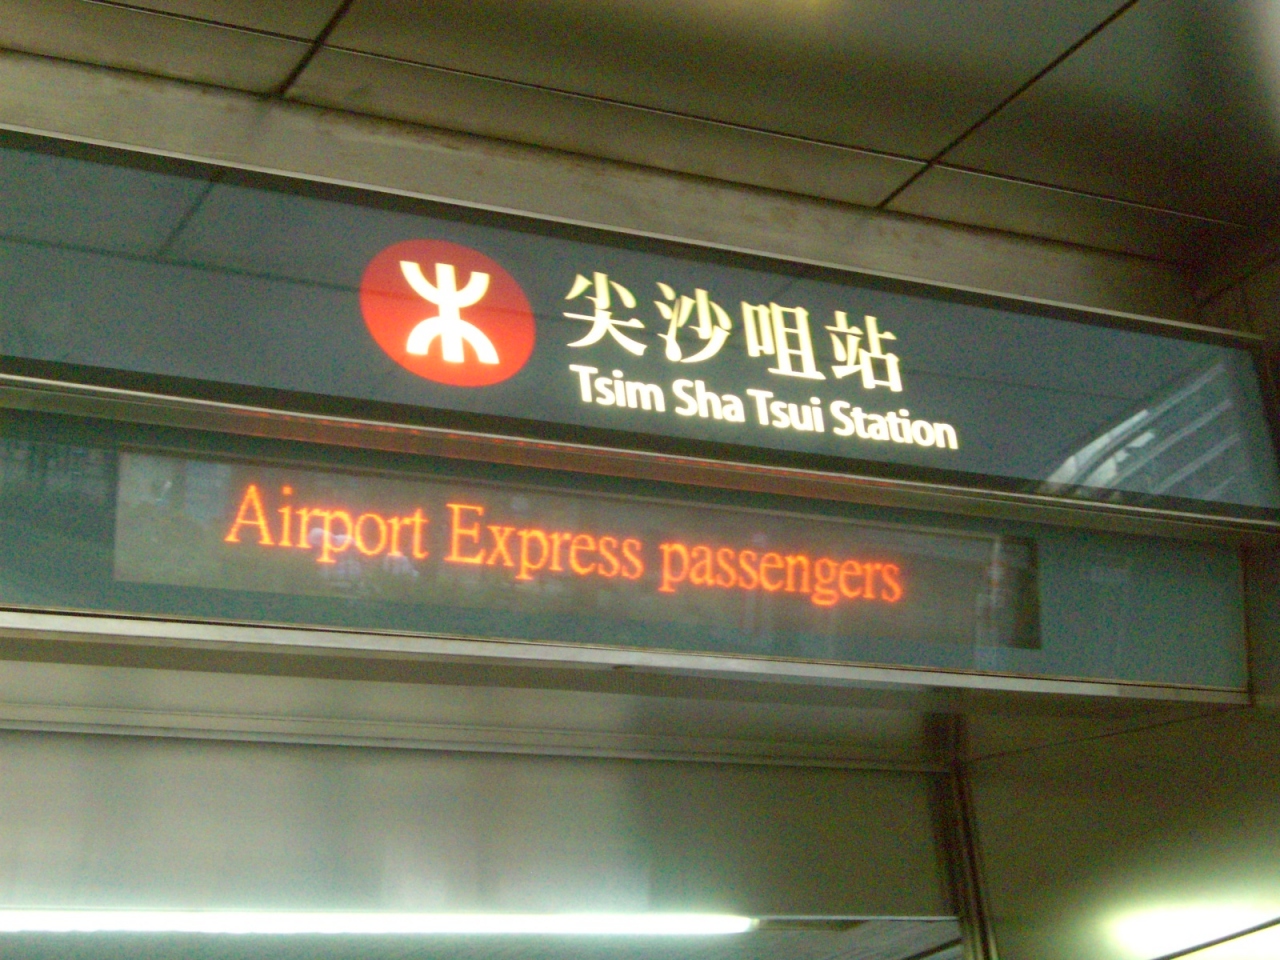 尖沙咀站
Tsim Sha Tsui Station
Airport Express passengers